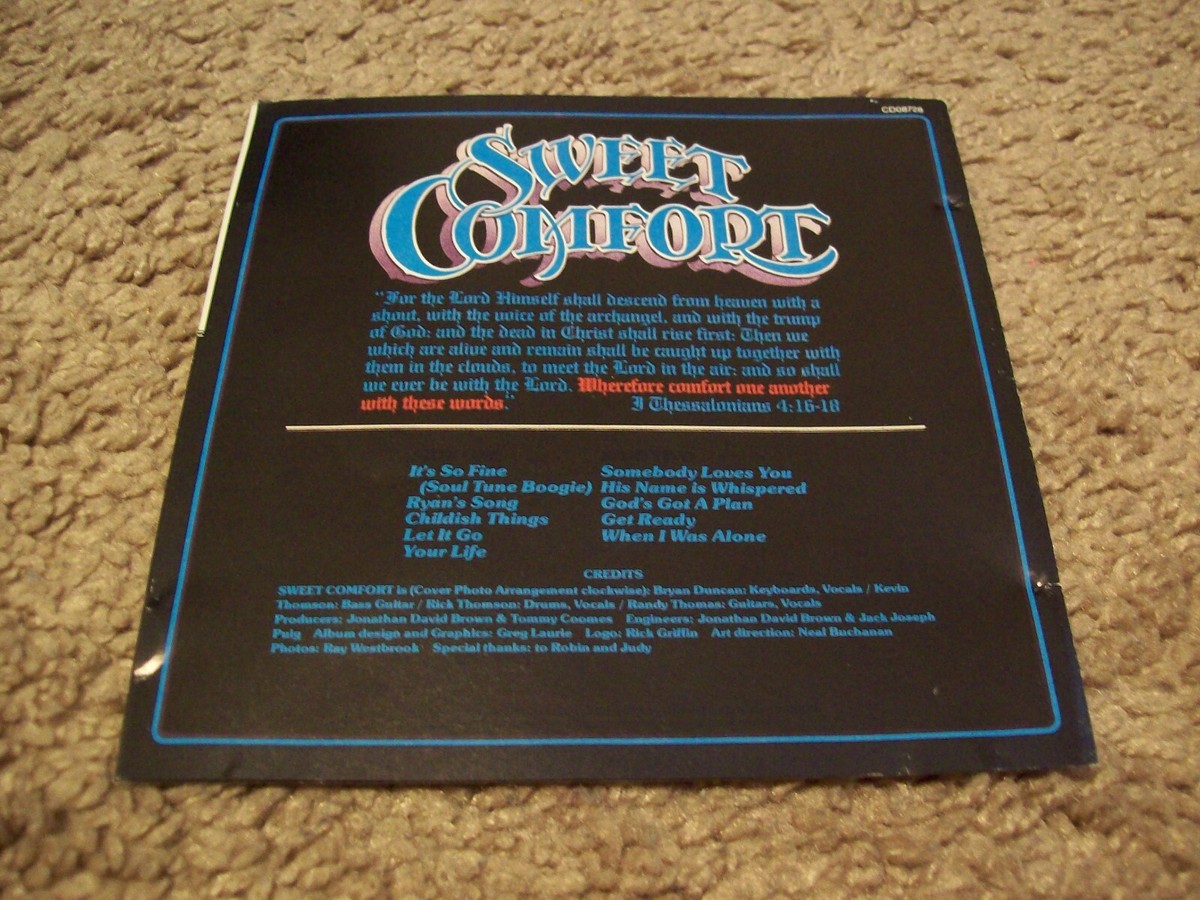 CD08728
SWEET
COMFORT
"For the Lord Himself shall descend from heaven with a
shout, with the voice of the archangel, and with the trump
of God: and the dead in Christ shall rise first: Then we
which are alive and remain shall be caught up together with
them in the clouds, to meet the Lord in the air: and so shall
we ever be with the Lord. Wherefore comfort one another
with these words." I Thessalonians 4:16-18
It's So Fine
(Soul Tune Boogie)
Ryan's Song
Childish Things
Let It Go
Your Life
Somebody Loves You
His Name is Whispered
God's Got A Plan
Get Ready
When I Was Alone
CREDITS
SWEET COMFORT is (Cover Photo Arrangement clockwise): Bryan Duncan: Keyboards, Vocals / Kevin
Thomson: Bass Guitar / Rick Thomson: Drums, Vocals / Randy Thomas: Guitars, Vocals
Producers: Jonathan David Brown & Tommy Coomes Engineers: Jonathan David Brown & Jack Joseph
Puig Album design and Graphics: Greg Laurie Logo: Rick Griffin Art direction: Neal Buchanan
Photos: Ray Westbrook Special thanks: to Robin and Judy